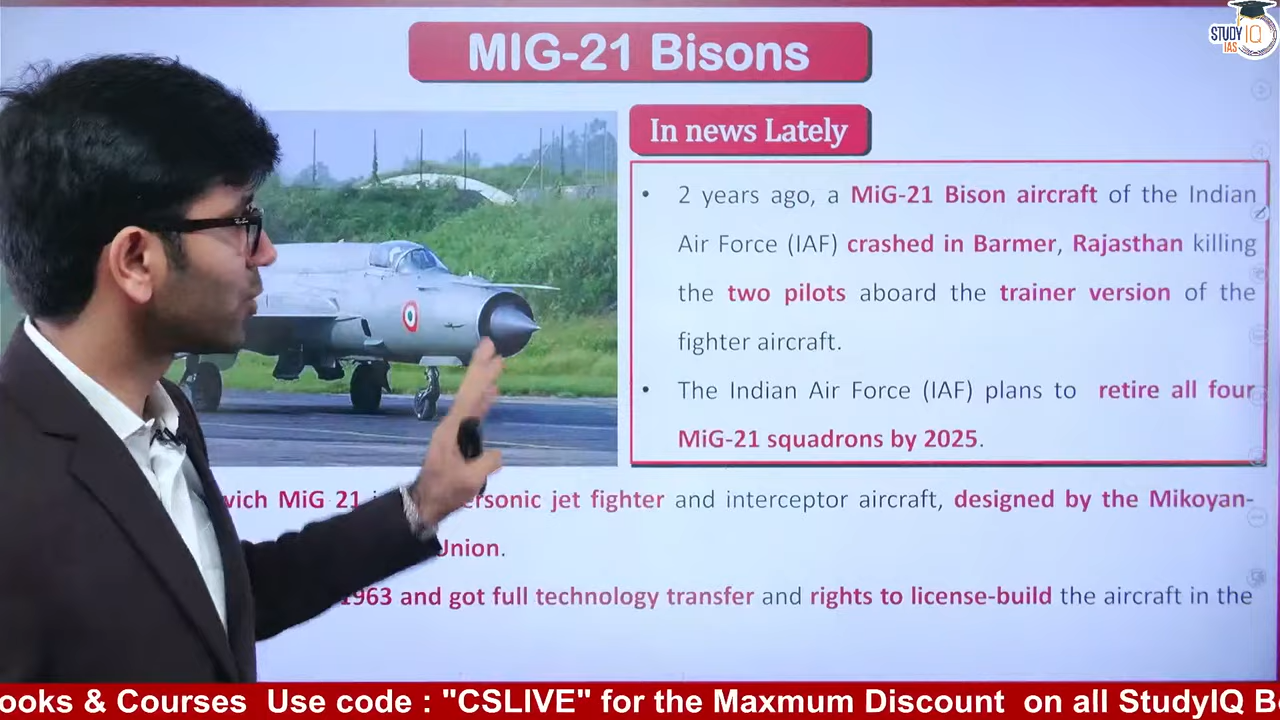 MIG-21 Bisons
STUDY IQ
IAS
In news Lately
• 2 years ago, a MiG-21 Bison aircraft of the Indian
Air Force (IAF) crashed in Barmer, Rajasthan killing
the two pilots aboard the trainer version of the
fighter aircraft.
• The Indian Air Force (IAF) plans to retire all four
MiG-21 squadrons by 2025.
vich MiG 21 ersonic jet fighter and interceptor aircraft, designed by the Mikoyan-
Union.
1963 and got full technology transfer and rights to license-build the aircraft in the
ooks & Courses Use code : "CSLIVE" for the Maxmum Discount on all StudyIQ B